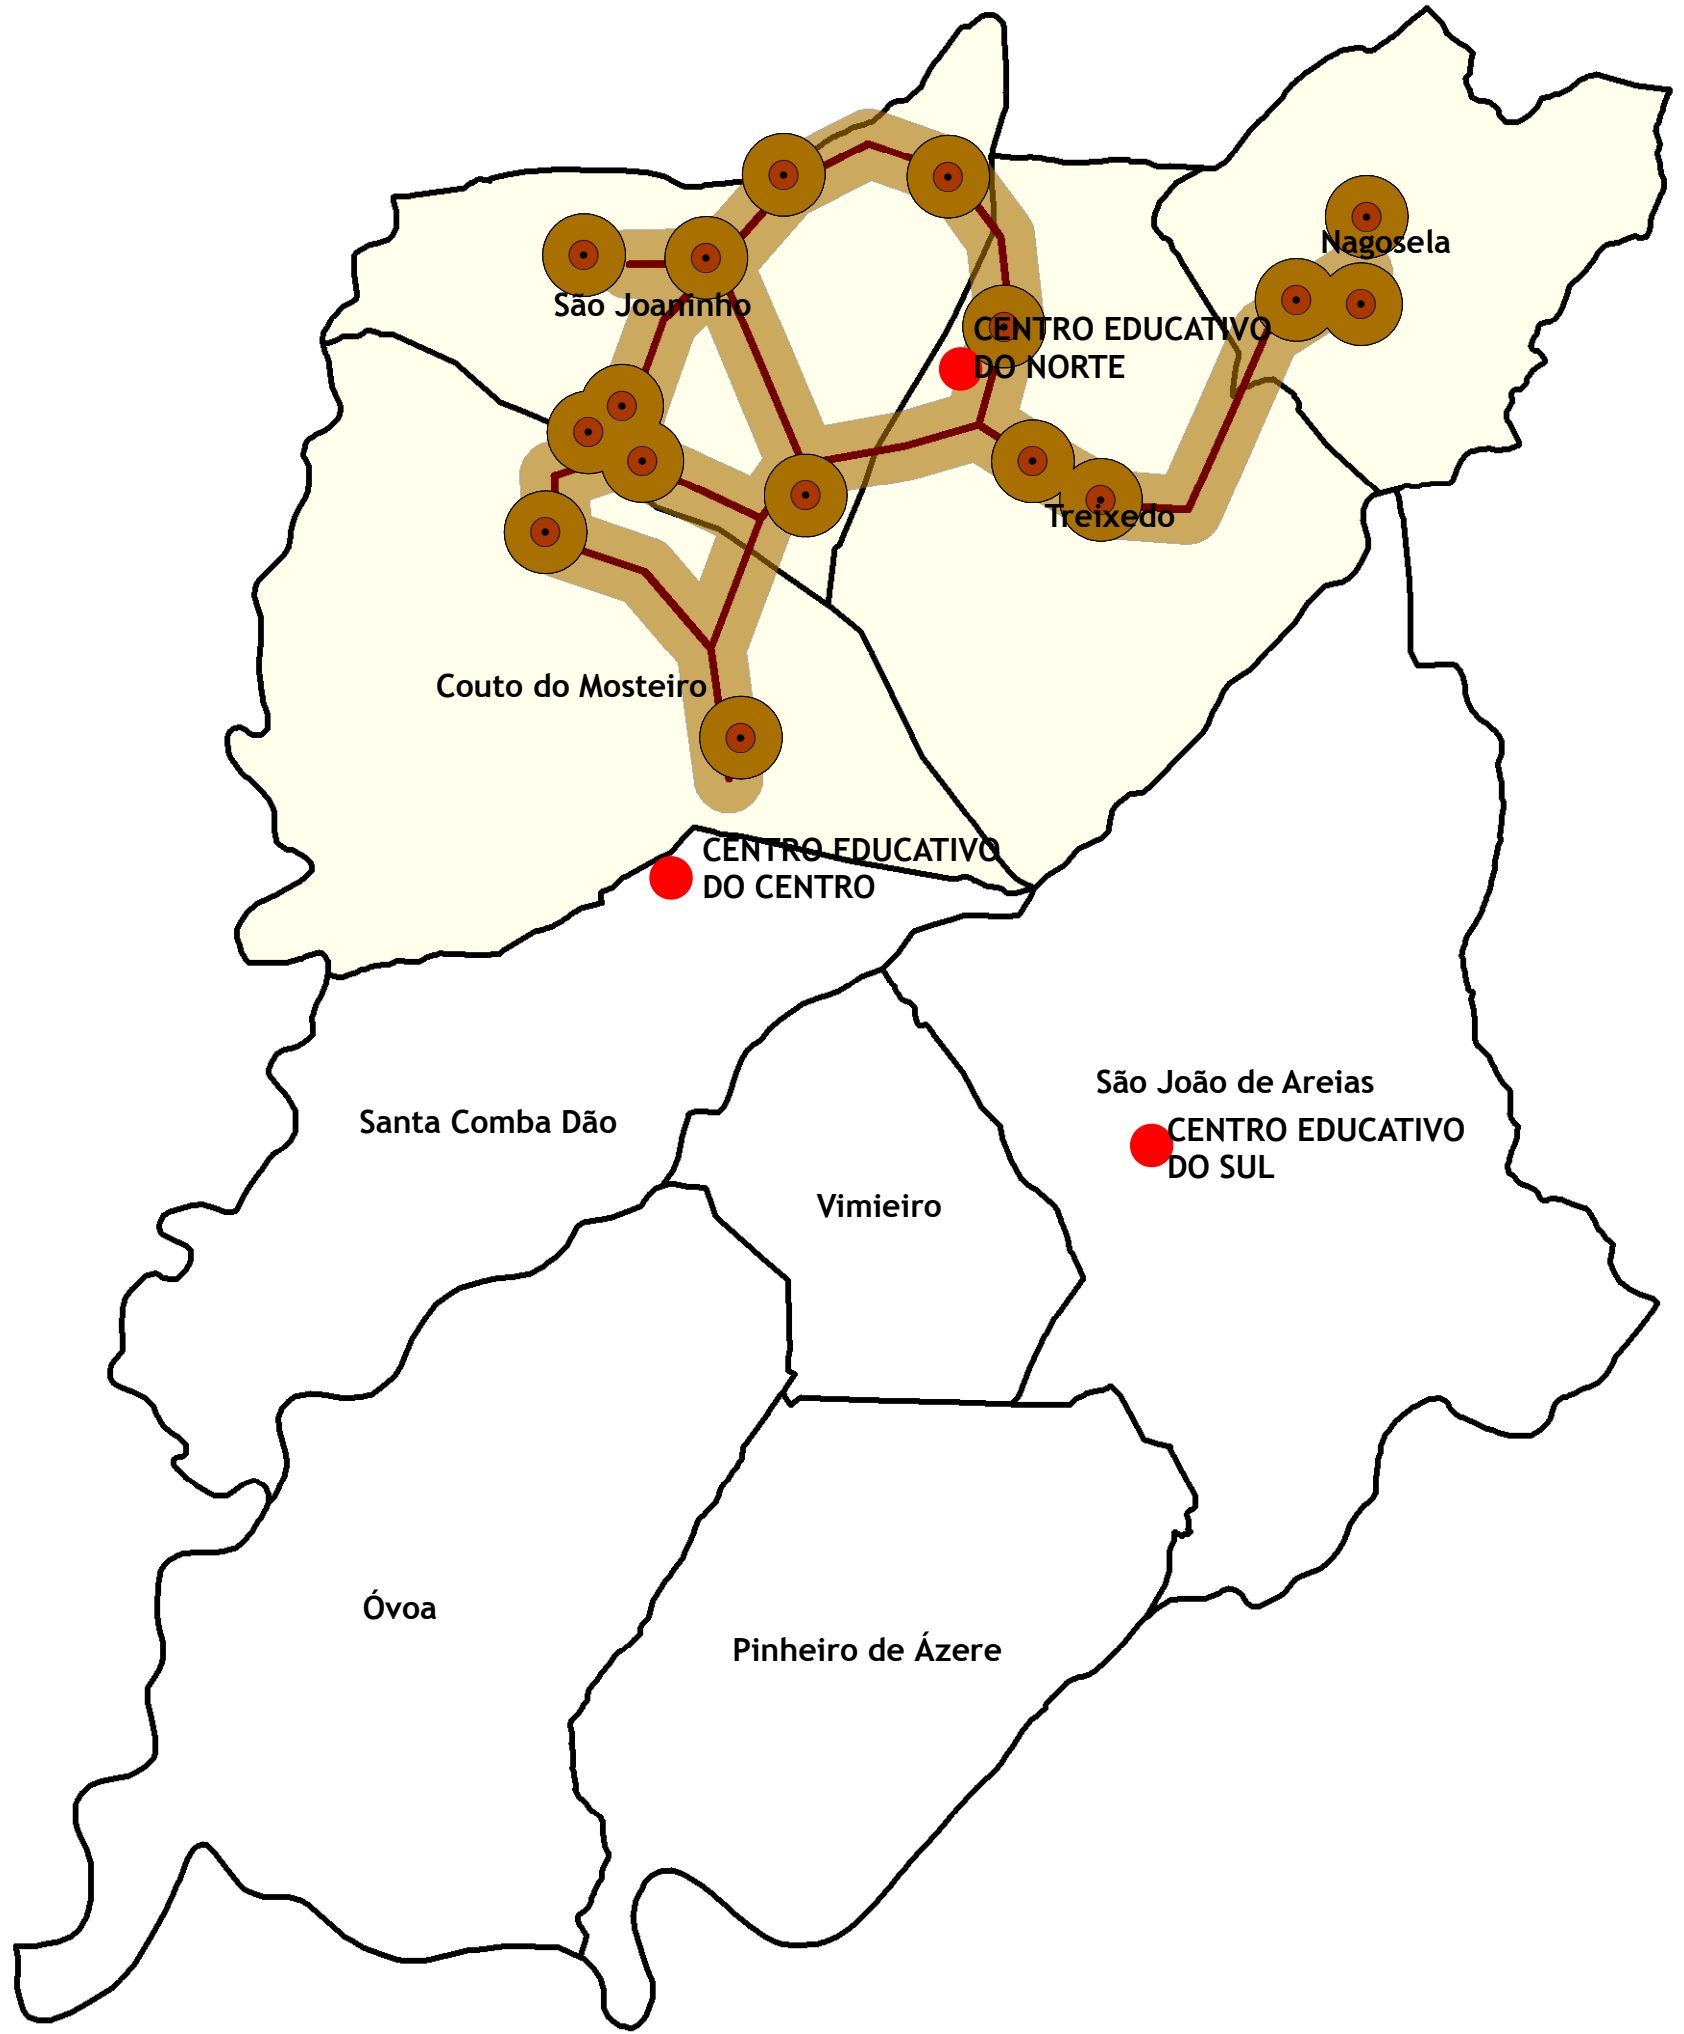 Nagosela
São Joaninho
CENTRO EDUCATIVO
DO NORTE
Treixedo
Couto do Mosteiro
CENTRO EDUCATIVO
DO CENTRO
São João de Areias
Santa Comba Dão
CENTRO EDUCATIVO
DO SUL
Vimieiro
Óvoa
Pinheiro de Ázere